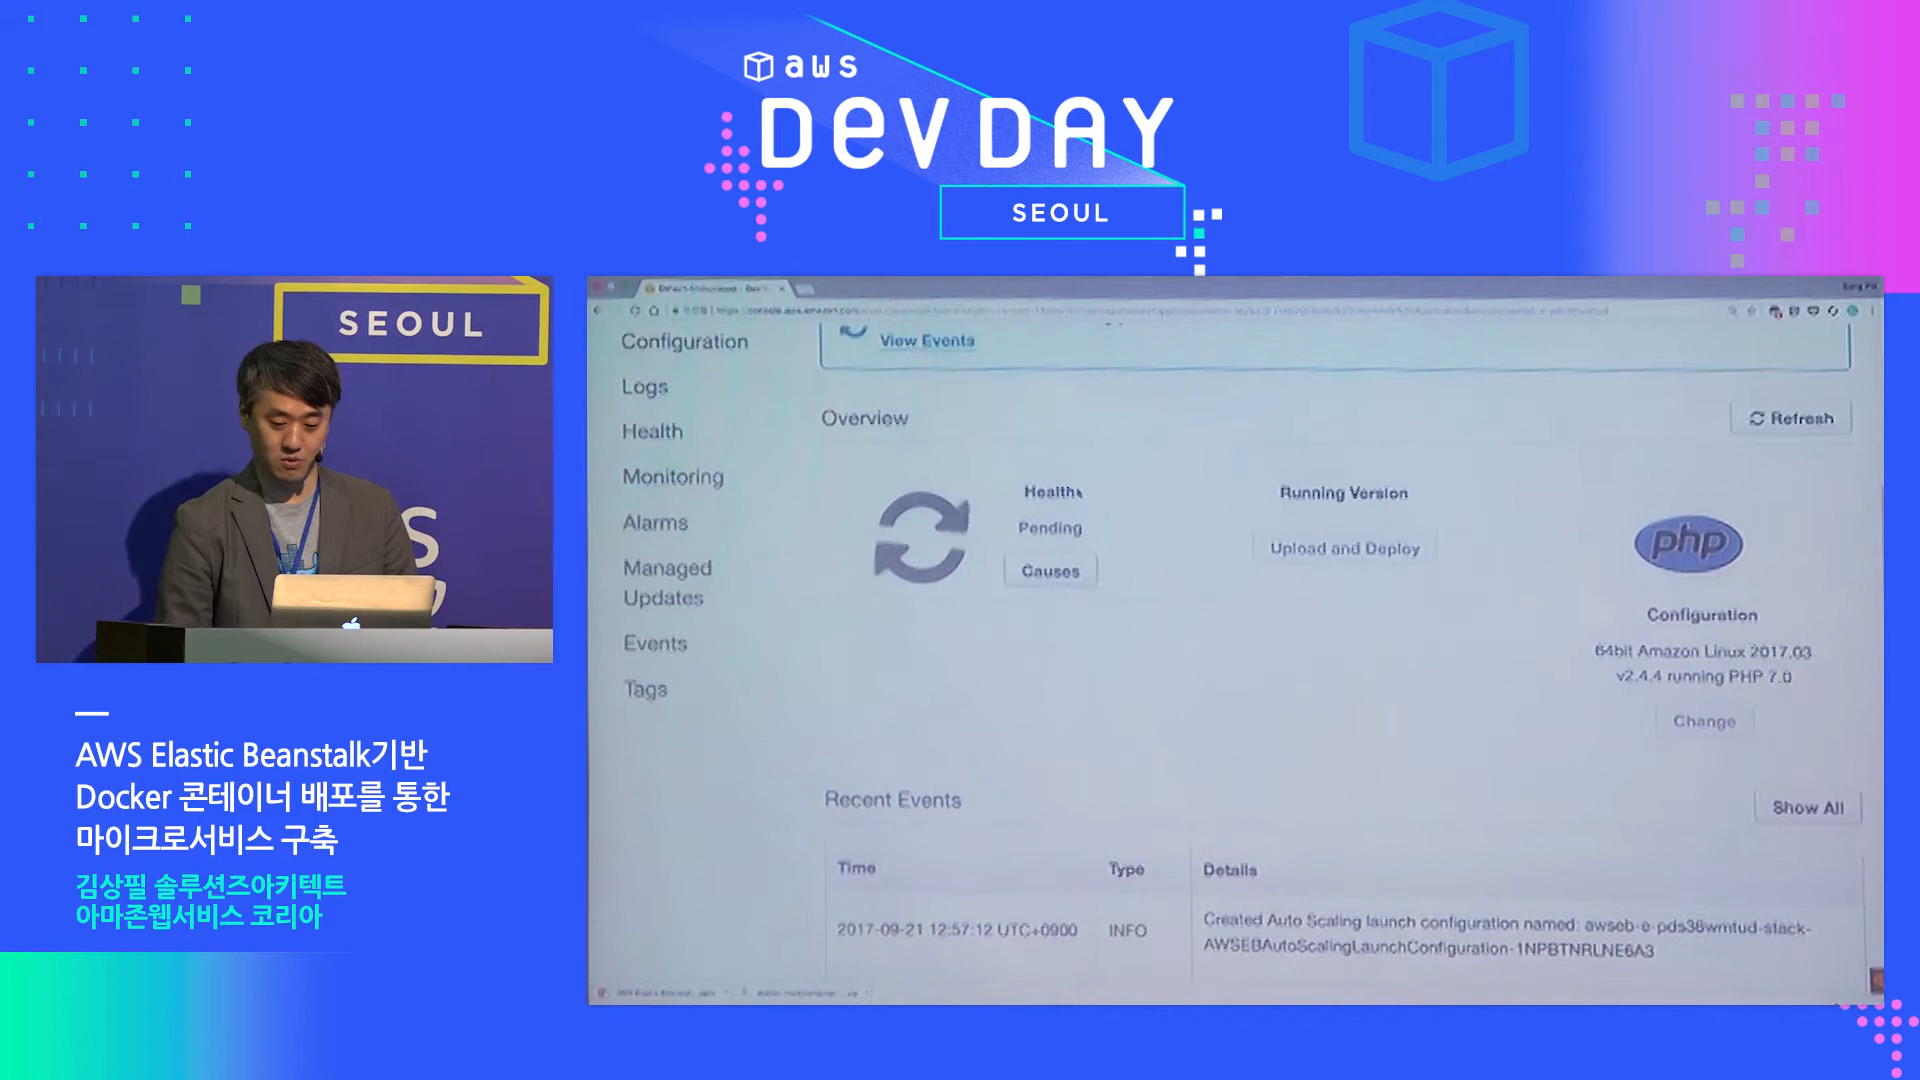 aws
DEV DAY
SEOUL
SEOUL
Configuration
Logs
Health
Monitoring
Alarms
Managed
Updates
Events
Tags
View Events
Overview
Refresh
Health
Pending
Causes
Running Version
Upload and Deploy
php
Configuration
64bit Amazon Linux 2017.03
v2.4.4 running PHP 7.0
Change
Recent Events
Show All
Time Type Details
2017-09-21 12:57:12 UTC+0900 INFO Created Auto Scaling launch configuration named: awseb-e-pds36wmtud-stack-
AWSEBAutoScalingLaunchConfiguration-1NPBTNRLNE6A3
AWS Elastic Beanstalk기반
Docker 콘테이너 배포를 통한
마이크로서비스 구축
김상필 솔루션즈아키텍트
아마존웹서비스 코리아